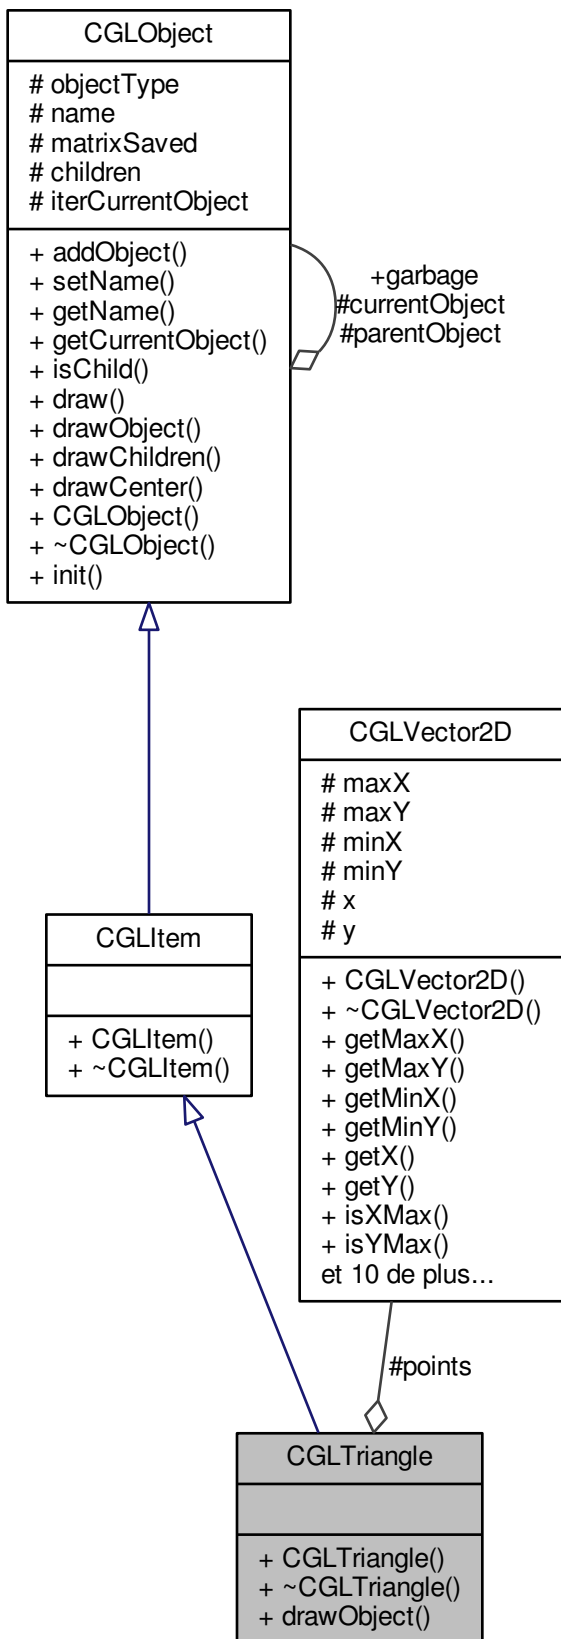 CGLObject
# objectType
# name
# matrixSaved
# children
# iterCurrentObject
+ addObject()
+ setName()
+ getName()
+ getCurrentObject()
+ isChild()
+ draw()
+ drawObject()
+ drawChildren()
+ drawCenter()
+ CGLObject()
+ ~CGLObject()
+ init()
+garbage
#currentObject
#parentObject
CGLItem
+ CGLItem()
+ ~CGLItem()
CGLVector2D
# maxX
# maxY
# minX
# minY
# x
# y
+ CGLVector2D()
+ ~CGLVector2D()
+ getMaxX()
+ getMaxY()
+ getMinX()
+ getMinY()
+ getX()
+ getY()
+ isXMax()
+ isYMax()
et 10 de plus...
#points
CGLTriangle
+ CGLTriangle()
+ ~CGLTriangle()
+ drawObject()